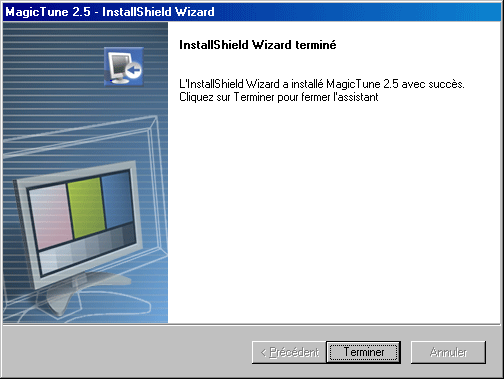 MagicTune 2.5 - InstallShield Wizard
InstallShield Wizard terminé
L'InstallShield Wizard a installé MagicTune 2.5 avec succès.
Cliquez sur Terminer pour fermer l'assistant
< Précédent
Terminer
Annuler